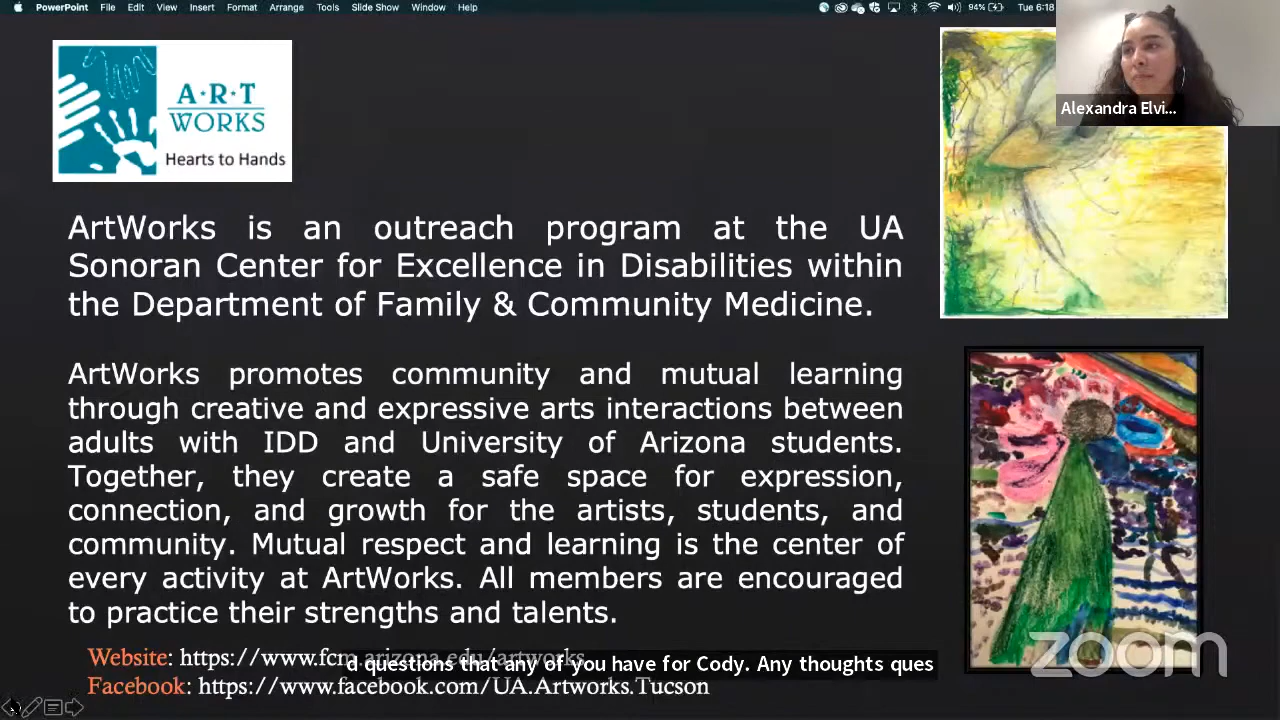 PowerPoint File Edit View Insert Format Arrange Tools Slide Show Window Help 94% Tue 6:18
Alexandra Elvi...
A·R·T
WORKS
Hearts to Hands
ArtWorks is an outreach program at the UA
Sonoran Center for Excellence in Disabilities within
the Department of Family & Community Medicine.
ArtWorks promotes community and mutual learning
through creative and expressive arts interactions between
adults with IDD and University of Arizona students.
Together, they create a safe space for expression,
connection, and growth for the artists, students, and
community. Mutual respect and learning is the center of
every activity at ArtWorks. All members are encouraged
to practice their strengths and talents.
Website: https://www.fcm.arizona.edu/artworks
d questions that any of you have for Cody. Any thoughts ques
Facebook: https://www.facebook.com/UA.Artworks.Tucson
zoom